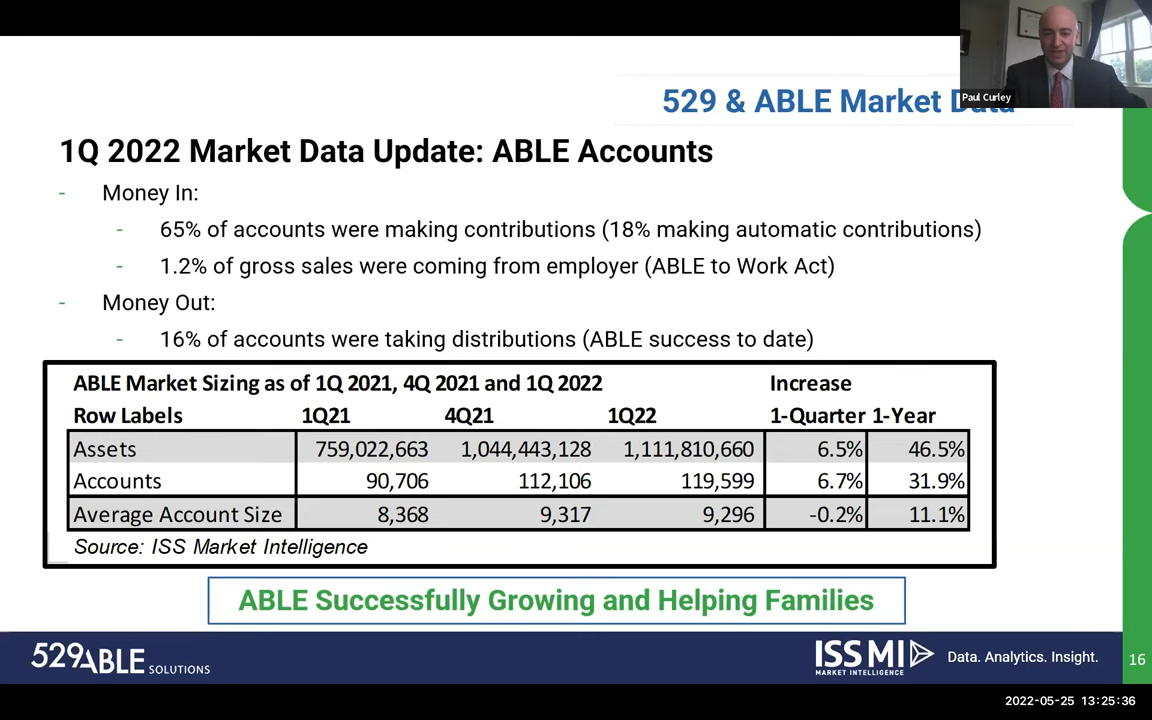 Paul Curley
529 & ABLE Market Data
1Q 2022 Market Data Update: ABLE Accounts
- Money In:
- 65% of accounts were making contributions (18% making automatic contributions)
- 1.2% of gross sales were coming from employer (ABLE to Work Act)
- Money Out:
- 16% of accounts were taking distributions (ABLE success to date)
ABLE Market Sizing as of 1Q 2021, 4Q 2021 and 1Q 2022 Increase
Row Labels 1Q21 4Q21 1Q22 1-Quarter 1-Year
Assets 759,022,663 1,044,443,128 1,111,810,660 6.5% 46.5%
Accounts 90,706 112,106 119,599 6.7% 31.9%
Average Account Size 8,368 9,317 9,296 -0.2% 11.1%
Source: ISS Market Intelligence
ABLE Successfully Growing and Helping Families
529 ABLE SOLUTIONS
ISS MI
MARKET INTELLIGENCE
Data. Analytics. Insight.
16
2022-05-25 13:25:36